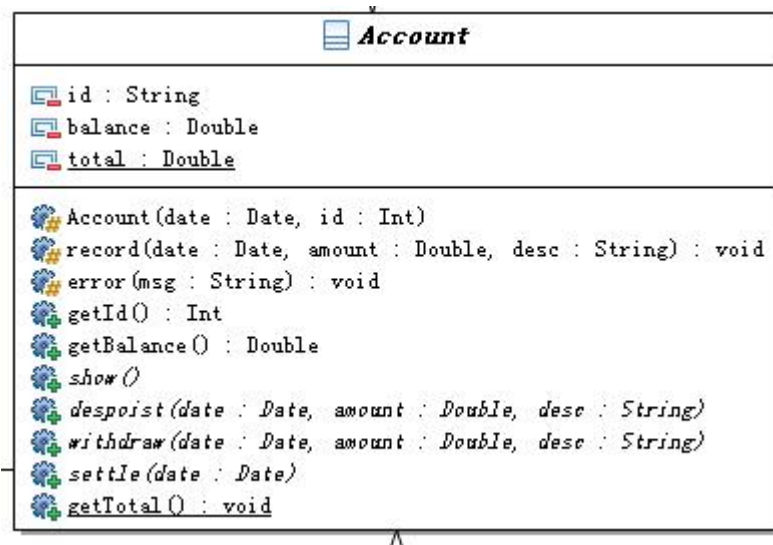 Account
id : String
balance : Double
total : Double
Account(date : Date, id : Int)
record(date : Date, amount : Double, desc : String) : void
error(msg : String) : void
getId() : Int
getBalance() : Double
show()
despoist(date : Date, amount : Double, desc : String)
withdraw(date : Date, amount : Double, desc : String)
settle(date : Date)
getTotal() : void